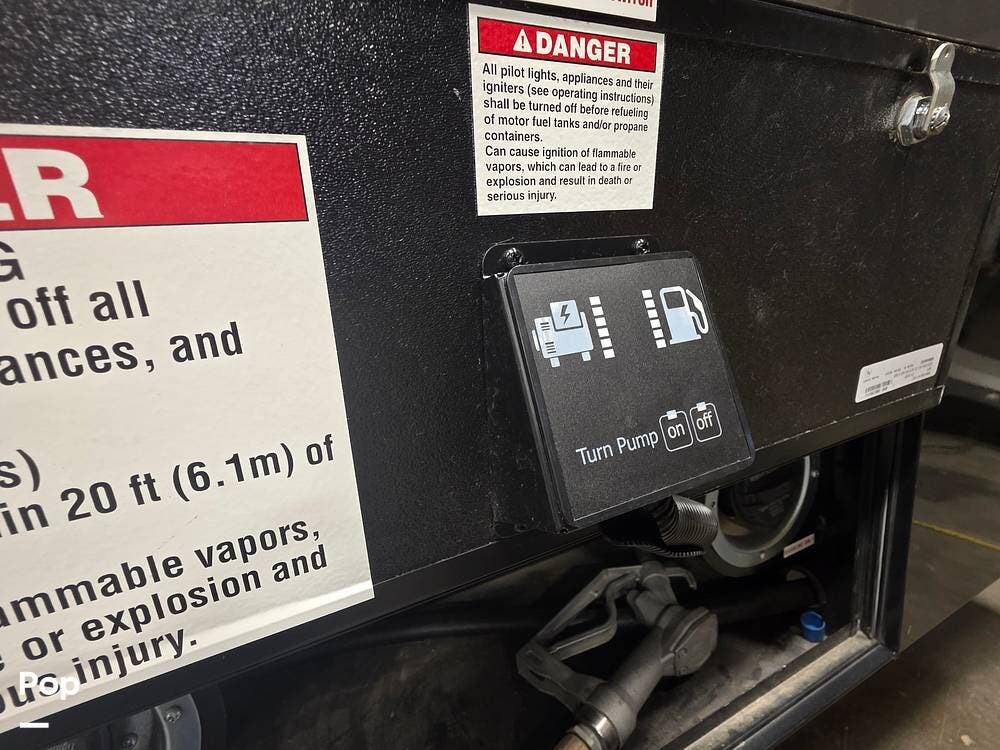 DANGER
All pilot lights, appliances and their
igniters (see operating instructions)
shall be turned off before refueling
of motor fuel tanks and/or propane
containers.
Can cause ignition of flammable
vapors, which can lead to a fire or
explosion and result in death or
serious injury.
ER
G
off all
ances, and
s)
in 20 ft (6.1m) of
ammable vapors,
or explosion and
injury.
Turn Pump on off
Pop